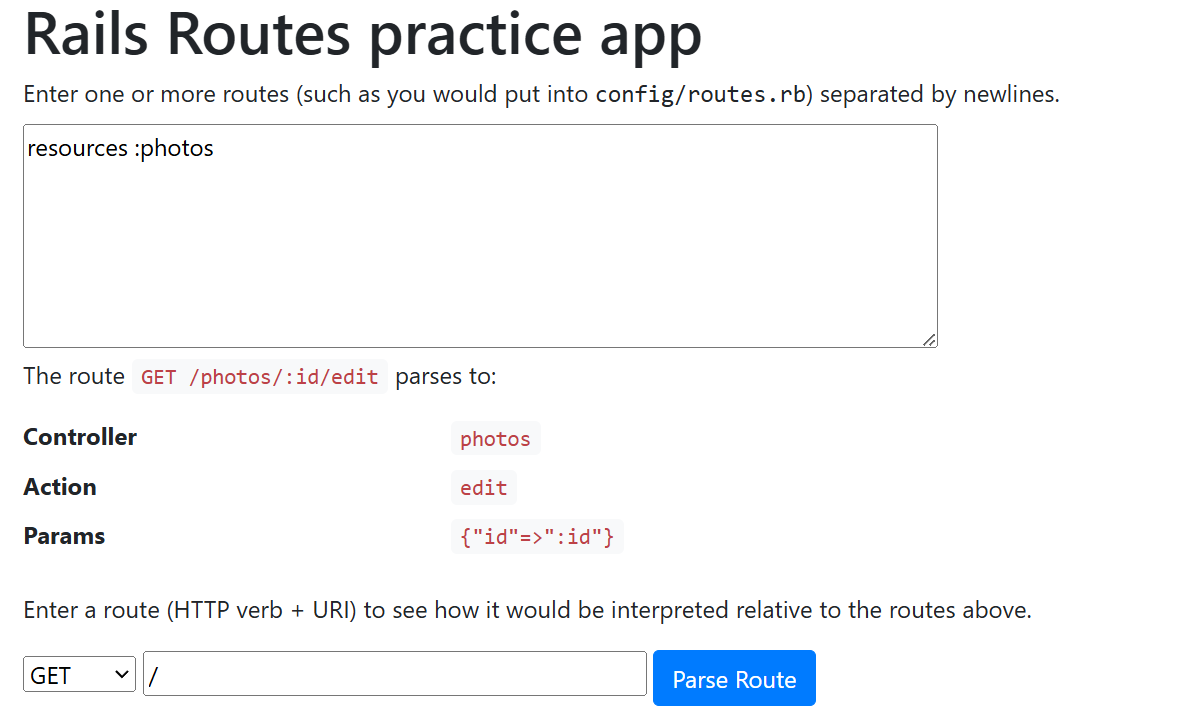 Rails Routes practice app
Enter one or more routes (such as you would put into config/routes.rb) separated by newlines.
resources :photos
The route GET /photos/:id/edit parses to:
Controller photos
Action edit
Params {"id"=>":id"}
Enter a route (HTTP verb + URI) to see how it would be interpreted relative to the routes above.
GET / Parse Route